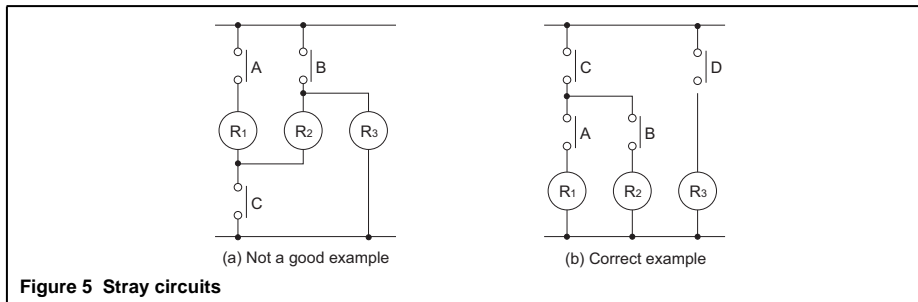 A
B
R1
R2
R3
C
(a) Not a good example
C
D
A
B
R1
R2
R3
(b) Correct example
Figure 5 Stray circuits